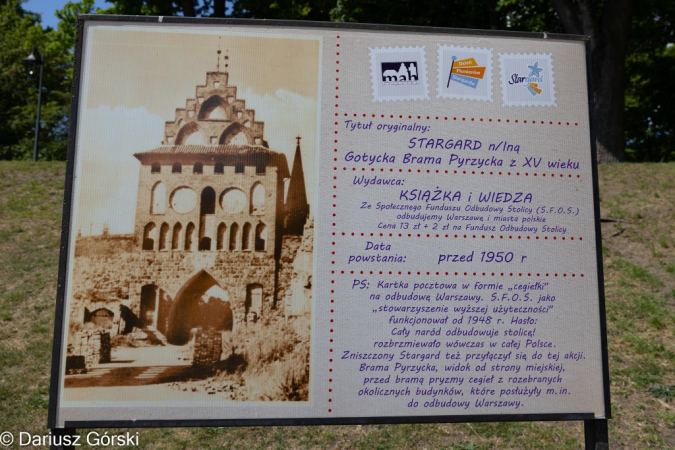 mah
Stargard
Tytuł oryginalny:
STARGARD n/Iną
Gotycka Brama Pyrzycka z XV wieku
Wydawca:
KSIĄŻKA i WIEDZA
Ze Społecznego Funduszu Odbudowy Stolicy (S.F.O.S.)
odbudujemy Warszawę i miasta polskie
Cena 13 zł + 2 zł na Fundusz Odbudowy Stolicy
Data
powstania: przed 1950 r
PS: Kartka pocztowa w formie „cegiełki”
na odbudowę Warszawy. S.F.O.S. jako
„stowarzyszenie wyższej użyteczności”
funkcjonował od 1948 r. Hasło:
Cały naród odbudowuje stolicę!
rozbrzmiewało wówczas w całej Polsce.
Zniszczony Stargard też przyłączył się do tej akcji.
Brama Pyrzycka, widok od strony miejskiej,
przed bramą pryzmy cegieł z rozebranych
okolicznych budynków, które posłużyły m.in.
do odbudowy Warszawy.
© Dariusz Górski